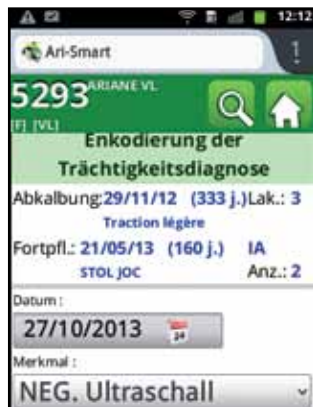 12:12
Ari-Smart
5293 ARIANE VL
[F] [VL]
Enkodierung der
Trächtigkeitsdiagnose
Abkalbung: 29/11/12 (333 j.) Lak.: 3
Traction légère
Fortpfl.: 21/05/13 (160 j.) IA
STOL JOC Anz.: 2
Datum :
27/10/2013
Merkmal :
NEG. Ultraschall